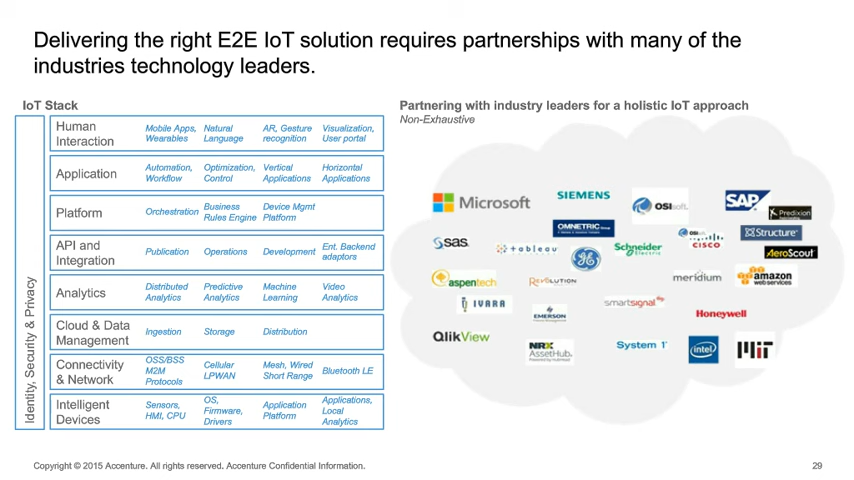 Delivering the right E2E IoT solution requires partnerships with many of the
industries technology leaders.
IoT Stack
Identity, Security & Privacy
Human
Interaction
Mobile Apps,
Wearables
Natural
Language
AR, Gesture
recognition
Visualization,
User portal
Application
Automation,
Workflow
Optimization,
Control
Vertical
Applications
Horizontal
Applications
Platform
Orchestration
Business
Rules Engine
Device Mgmt
Platform
API and
Integration
Publication
Operations
Development
Ent. Backend
adaptors
Analytics
Distributed
Analytics
Predictive
Analytics
Machine
Learning
Video
Analytics
Cloud & Data
Management
Ingestion
Storage
Distribution
Connectivity
& Network
OSS/BSS
M2M
Protocols
Cellular
LPWAN
Mesh, Wired
Short Range
Bluetooth LE
Intelligent
Devices
Sensors,
HMI, CPU
OS,
Firmware,
Drivers
Application
Platform
Applications,
Local
Analytics
Partnering with industry leaders for a holistic IoT approach
Non-Exhaustive
Microsoft
SIEMENS
OSIsoft.
SAP
Predixion
OMNETRIC Group
OSIsoft.
CISCO
Structure
sas
tableau
GE
Schneider
Electric
AeroScout
aspentech
REVOLUTION
ANALYTICS
meridium
amazon
web services
IVARA
EMERSON
smartsignal
Honeywell
QlikView
NRX
AssetHub
System 1
intel
MIT
Copyright © 2015 Accenture. All rights reserved. Accenture Confidential Information.
29